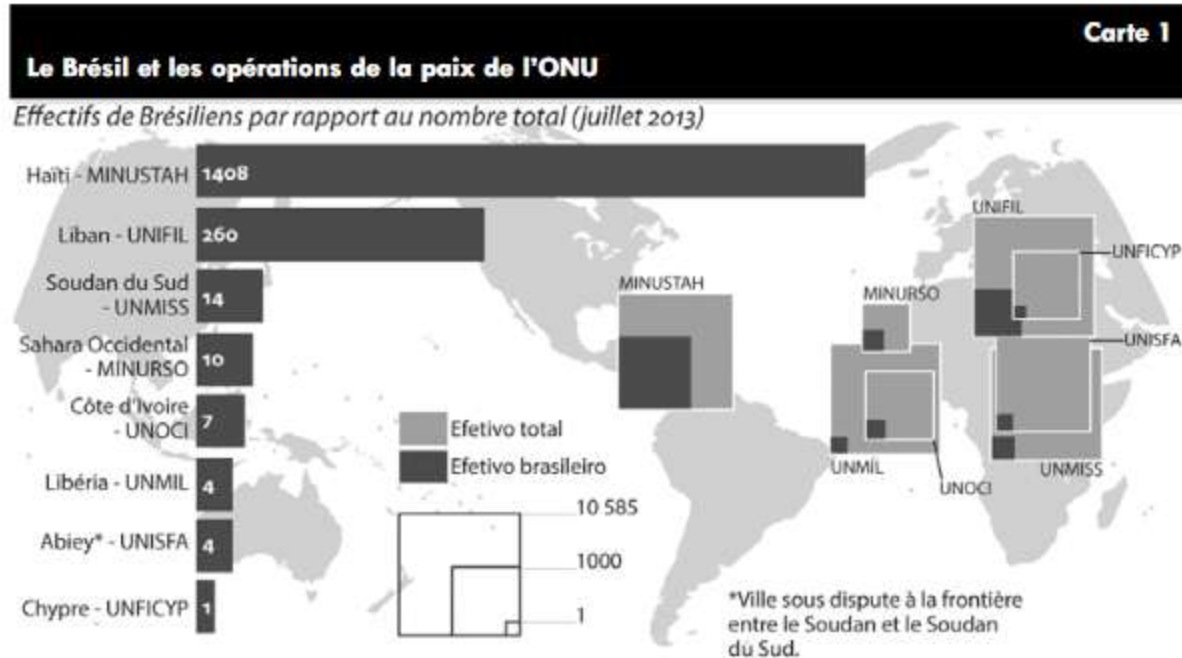 Carte 1
Le Brésil et les opérations de la paix de l'ONU
Effectifs de Brésiliens par rapport au nombre total (juillet 2013)
Haïti - MINUSTAH 1408
Liban - UNIFIL 260
Soudan du Sud
- UNMISS 14
Sahara Occidental
- MINURSO 10
Côte d'Ivoire
- UNOCI 7
Libéria - UNMIL 4
Abiey* - UNISFA 4
Chypre - UNFICYP 1
Efetivo total
Efetivo brasileiro
10 585
1000
1
MINUSTAH
MINURSO
UNIFIL
UNFICYP
UNISFA
UNMIL
UNOCI
UNMISS
*Ville sous dispute à la frontière
entre le Soudan et le Soudan
du Sud.